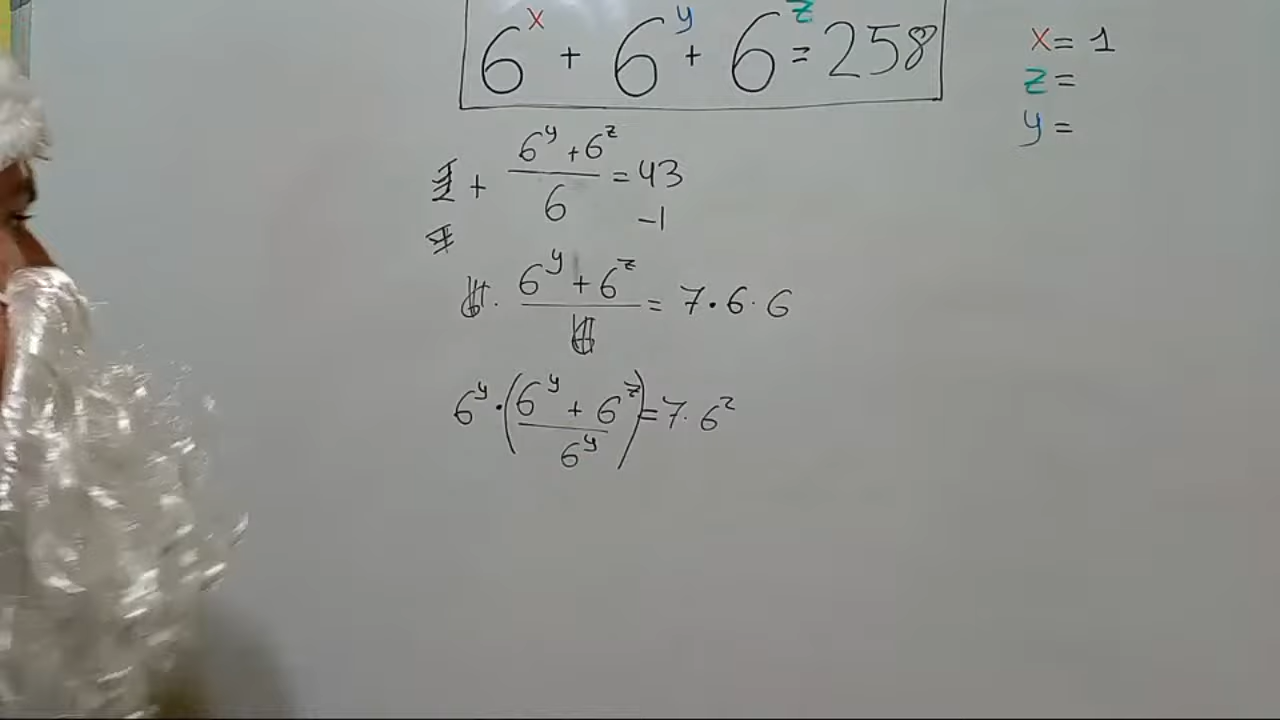 6^x + 6^y + 6^z = 258
x = 1
z =
y =
+ (6^y + 6^z)/6 = 43
-1
· (6^y + 6^z)/6 = 7·6·6
6^y · ((6^y + 6^z)/6^y) = 7·6^2